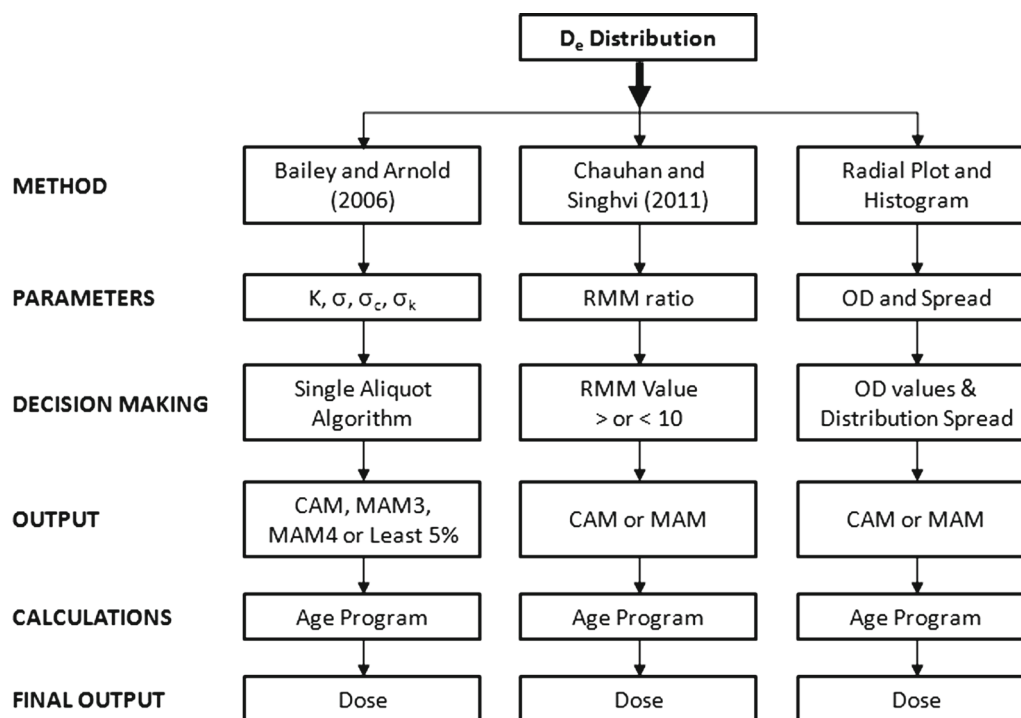 Dₑ Distribution
METHOD
Bailey and Arnold
(2006)
Chauhan and
Singhvi (2011)
Radial Plot and
Histogram
PARAMETERS
K, σ, σ꜀, σₖ
RMM ratio
OD and Spread
DECISION MAKING
Single Aliquot
Algorithm
RMM Value
> or < 10
OD values &
Distribution Spread
OUTPUT
CAM, MAM3,
MAM4 or Least 5%
CAM or MAM
CAM or MAM
CALCULATIONS
Age Program
Age Program
Age Program
FINAL OUTPUT
Dose
Dose
Dose